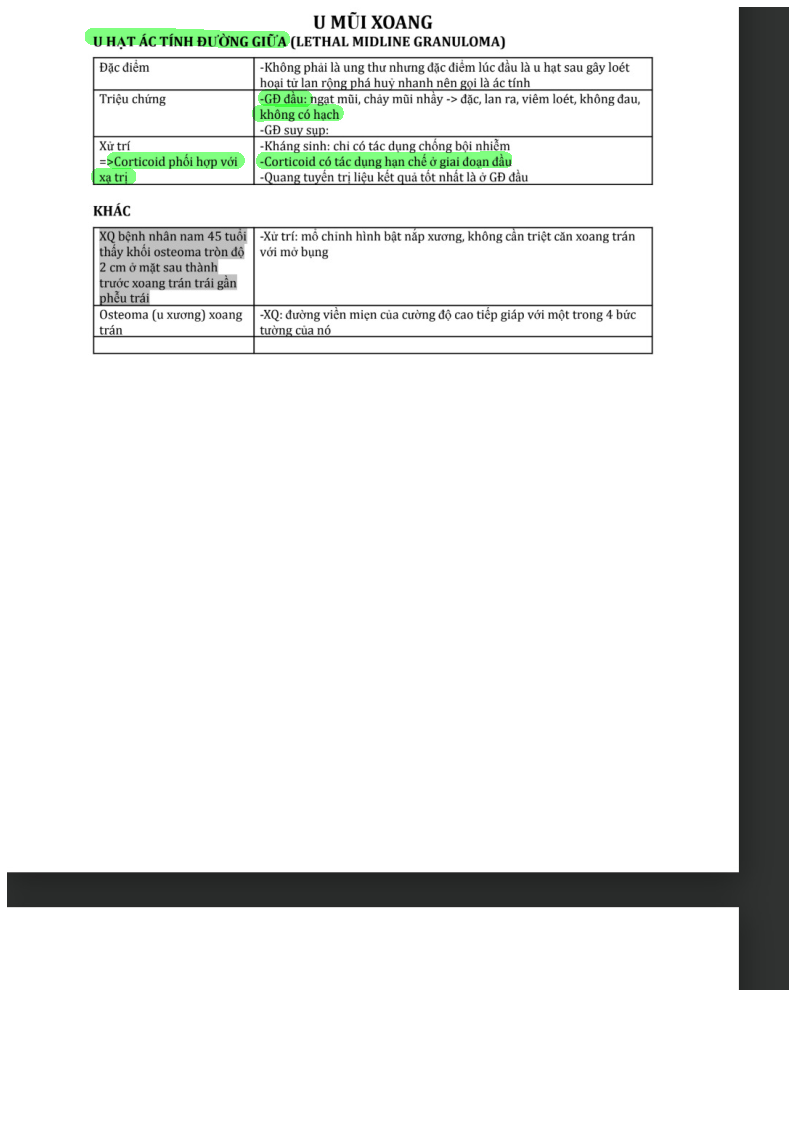 U MŨI XOANG
U HẠT ÁC TÍNH ĐƯỜNG GIỮA (LETHAL MIDLINE GRANULOMA)
Đặc điểm
-Không phải là ung thư nhưng đặc điểm lúc đầu là u hạt sau gây loét
hoại tử lan rộng phá huỷ nhanh nên gọi là ác tính
Triệu chứng
-GĐ đầu: ngạt mũi, chảy mũi nhầy -> đặc, lan ra, viêm loét, không đau,
không có hạch
-GĐ suy sụp:
Xử trí
=>Corticoid phối hợp với
xạ trị
-Kháng sinh: chỉ có tác dụng chống bội nhiễm
-Corticoid có tác dụng hạn chế ở giai đoạn đầu
-Quang tuyến trị liệu kết quả tốt nhất là ở GĐ đầu
KHÁC
XQ bệnh nhân nam 45 tuổi
thấy khối osteoma tròn độ
2 cm ở mặt sau thành
trước xoang trán trái gần
phễu trái
-Xử trí: mổ chỉnh hình bật nắp xương, không cần triệt căn xoang trán
với mỡ bụng
Osteoma (u xương) xoang
trán
-XQ: đường viền miẹn của cường độ cao tiếp giáp với một trong 4 bức
tường của nó